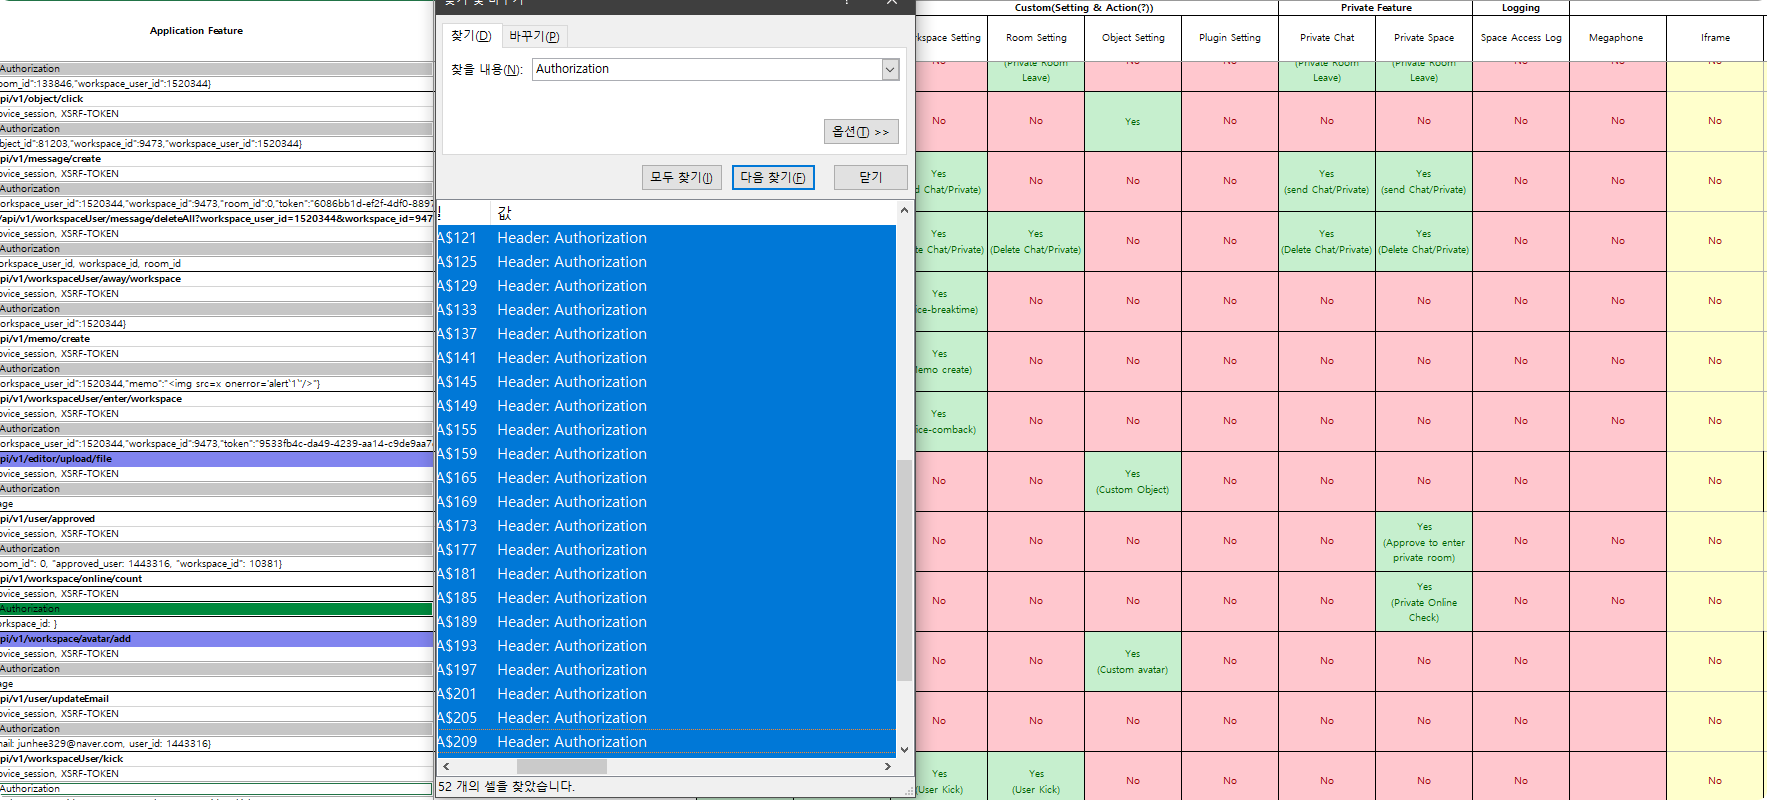 Application Feature
Authorization
oom_id":133846,"workspace_user_id":1520344}
pi/v1/object/click
ovice_session, XSRF-TOKEN
Authorization
bject_id":81203,"workspace_id":9473,"workspace_user_id":1520344}
pi/v1/message/create
ovice_session, XSRF-TOKEN
Authorization
workspace_user_id":1520344,"workspace_id":9473,"room_id":0,"token":"6086bb1d-ef2f-4df0-8897
/api/v1/workspaceUser/message/deleteAll?workspace_user_id=1520344&workspace_id=947
ovice_session, XSRF-TOKEN
Authorization
orkspace_user_id, workspace_id, room_id
pi/v1/workspaceUser/away/workspace
ovice_session, XSRF-TOKEN
Authorization
orkspace_user_id":1520344}
pi/v1/memo/create
ovice_session, XSRF-TOKEN
Authorization
orkspace_user_id":1520344,"memo":"<img src=x onerror='alert`1`'/>"}
pi/v1/workspaceUser/enter/workspace
ovice_session, XSRF-TOKEN
Authorization
orkspace_user_id":1520344,"workspace_id":9473,"token":"9533fb4c-da49-4239-aa14-c9de9aa7
pi/v1/editor/upload/file
ovice_session, XSRF-TOKEN
Authorization
age
pi/v1/user/approved
ovice_session, XSRF-TOKEN
Authorization
oom_id": 0, "approved_user: 1443316, "workspace_id": 10381}
pi/v1/workspace/online/count
ovice_session, XSRF-TOKEN
Authorization
rkspace_id: }
pi/v1/workspace/avatar/add
ovice_session, XSRF-TOKEN
Authorization
age
pi/v1/user/updateEmail
ovice_session, XSRF-TOKEN
Authorization
nail: junhee329@naver.com, user_id: 1443316}
pi/v1/workspaceUser/kick
ovice_session, XSRF-TOKEN
Authorization
찾기 및 바꾸기 ? ×
찾기(D) 바꾸기(P)
찾을 내용(N): Authorization
옵션(T) >>
모두 찾기(I) 다음 찾기(F) 닫기
값
A$121 Header: Authorization
A$125 Header: Authorization
A$129 Header: Authorization
A$133 Header: Authorization
A$137 Header: Authorization
A$141 Header: Authorization
A$145 Header: Authorization
A$149 Header: Authorization
A$155 Header: Authorization
A$159 Header: Authorization
A$165 Header: Authorization
A$169 Header: Authorization
A$173 Header: Authorization
A$177 Header: Authorization
A$181 Header: Authorization
A$185 Header: Authorization
A$189 Header: Authorization
A$193 Header: Authorization
A$197 Header: Authorization
A$201 Header: Authorization
A$205 Header: Authorization
A$209 Header: Authorization
52 개의 셀을 찾았습니다.
Custom(Setting & Action(?)) Private Feature Logging
kspace Setting Room Setting Object Setting Plugin Setting Private Chat Private Space Space Access Log Megaphone Iframe
No (Private Room Leave) No No (Private Room Leave) (Private Room Leave) No No No
No No Yes No No No No No No
Yes d Chat/Private) No No No Yes (send Chat/Private) Yes (send Chat/Private) No No No
Yes te Chat/Private) Yes (Delete Chat/Private) No No Yes (Delete Chat/Private) Yes (Delete Chat/Private) No No No
Yes ice-breaktime) No No No No No No No No
Yes emo create) No No No No No No No No
Yes ice-comback) No No No No No No No No
No No Yes (Custom Object) No No No No No
No No No No No Yes (Approve to enter private room) No No No
No No No No No Yes (Private Online Check) No No No
No No Yes (Custom avatar) No No No No No
No No No No No No No No No
Yes (User Kick) Yes (User Kick) No No No No No No